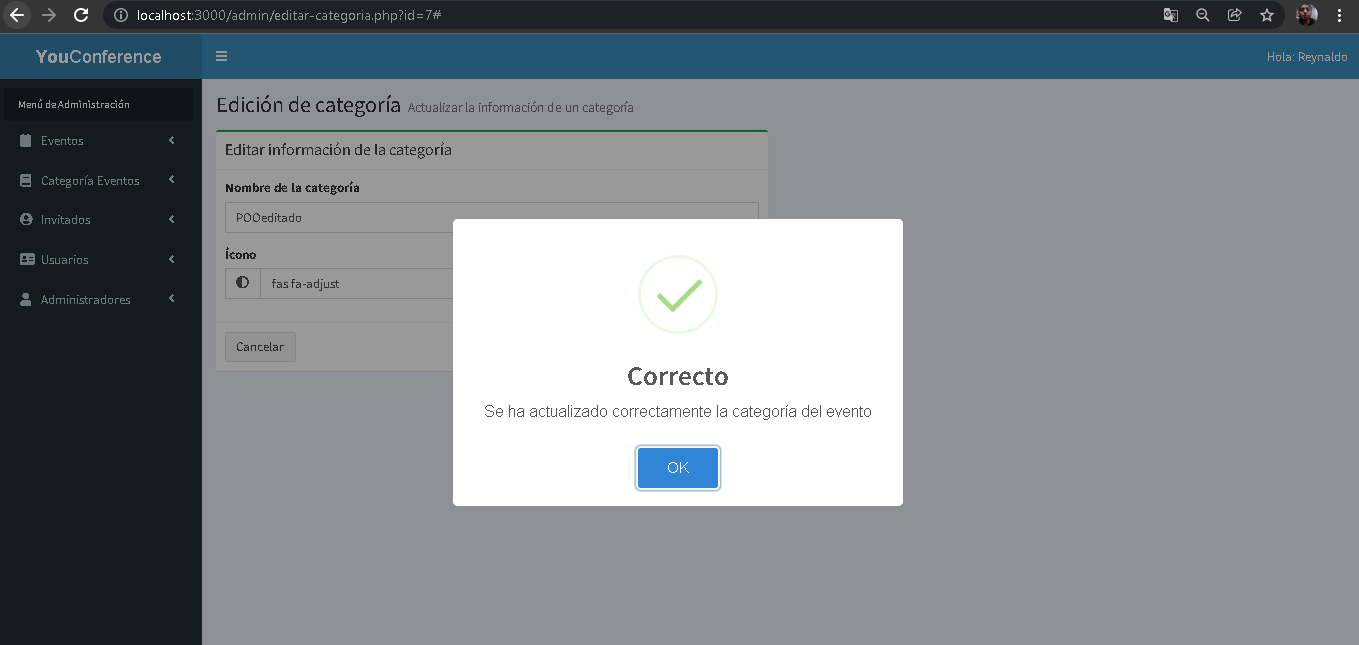 localhost:3000/admin/editar-categoria.php?id=7#
YouConference
Hola: Reynaldo
Menú de Administración
Eventos
Categoría Eventos
Invitados
Usuarios
Administradores
Edición de categoría Actualizar la información de un categoría
Editar información de la categoría
Nombre de la categoría
POOeditado
Ícono
fas fa-adjust
Cancelar
Correcto
Se ha actualizado correctamente la categoría del evento
OK